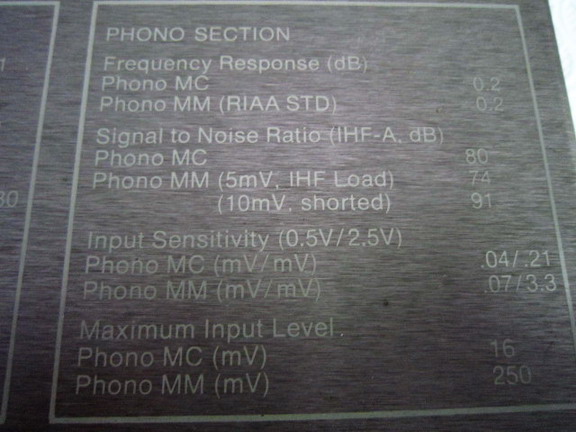 PHONO SECTION
Frequency Response (dB)
Phono MC 0.2
Phono MM (RIAA STD) 0.2
Signal to Noise Ratio (IHF-A, dB)
Phono MC 80
Phono MM (5mV, IHF Load) 74
(10mV, shorted) 91
Input Sensitivity (0.5V/2.5V)
Phono MC (mV/mV) .04/.21
Phono MM (mV/mV) .07/3.3
Maximum Input Level.
Phono MC (mV) 16
Phono MM (mV) 250